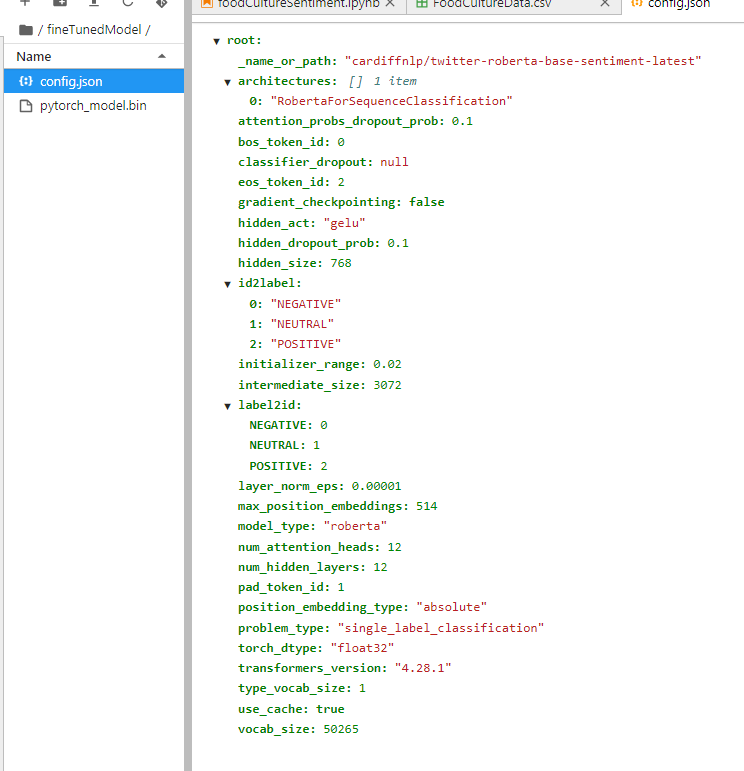 foodCultureSentiment.ipynb
FoodCultureData.csv
config.json
/ fineTunedModel /
Name
config.json
pytorch_model.bin
root:
_name_or_path: "cardiffnlp/twitter-roberta-base-sentiment-latest"
architectures: [] 1 item
0: "RobertaForSequenceClassification"
attention_probs_dropout_prob: 0.1
bos_token_id: 0
classifier_dropout: null
eos_token_id: 2
gradient_checkpointing: false
hidden_act: "gelu"
hidden_dropout_prob: 0.1
hidden_size: 768
id2label:
0: "NEGATIVE"
1: "NEUTRAL"
2: "POSITIVE"
initializer_range: 0.02
intermediate_size: 3072
label2id:
NEGATIVE: 0
NEUTRAL: 1
POSITIVE: 2
layer_norm_eps: 0.00001
max_position_embeddings: 514
model_type: "roberta"
num_attention_heads: 12
num_hidden_layers: 12
pad_token_id: 1
position_embedding_type: "absolute"
problem_type: "single_label_classification"
torch_dtype: "float32"
transformers_version: "4.28.1"
type_vocab_size: 1
use_cache: true
vocab_size: 50265